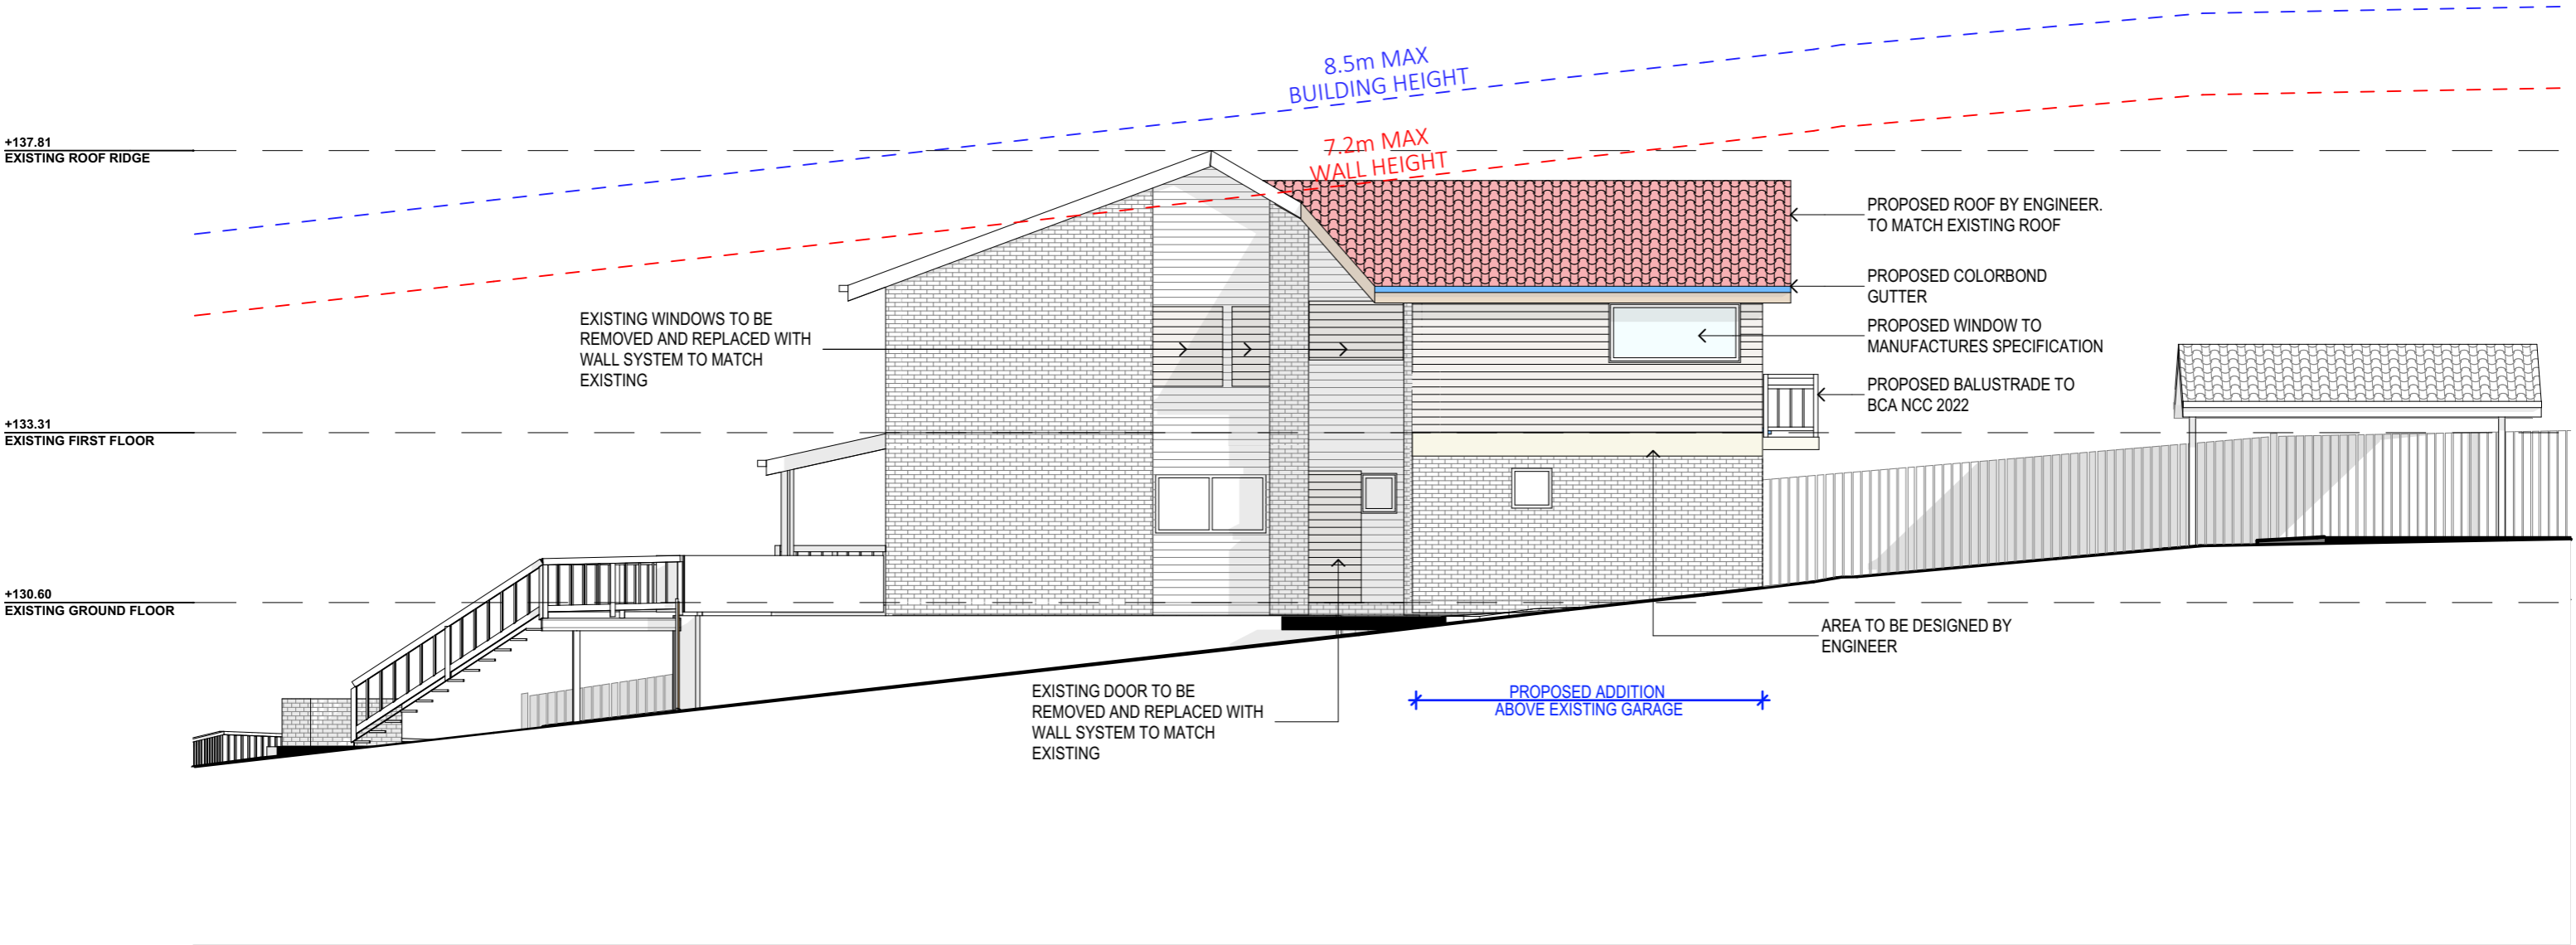 8.5m MAX
BUILDING HEIGHT
+137.81
EXISTING ROOF RIDGE
7.2m MAX
WALL HEIGHT
PROPOSED ROOF BY ENGINEER.
TO MATCH EXISTING ROOF
PROPOSED COLORBOND
GUTTER
EXISTING WINDOWS TO BE
REMOVED AND REPLACED WITH
WALL SYSTEM TO MATCH
EXISTING
PROPOSED WINDOW TO
MANUFACTURES SPECIFICATION
PROPOSED BALUSTRADE TO
BCA NCC 2022
+133.31
EXISTING FIRST FLOOR
+130.60
EXISTING GROUND FLOOR
AREA TO BE DESIGNED BY
ENGINEER
EXISTING DOOR TO BE
REMOVED AND REPLACED WITH
WALL SYSTEM TO MATCH
EXISTING
PROPOSED ADDITION
ABOVE EXISTING GARAGE